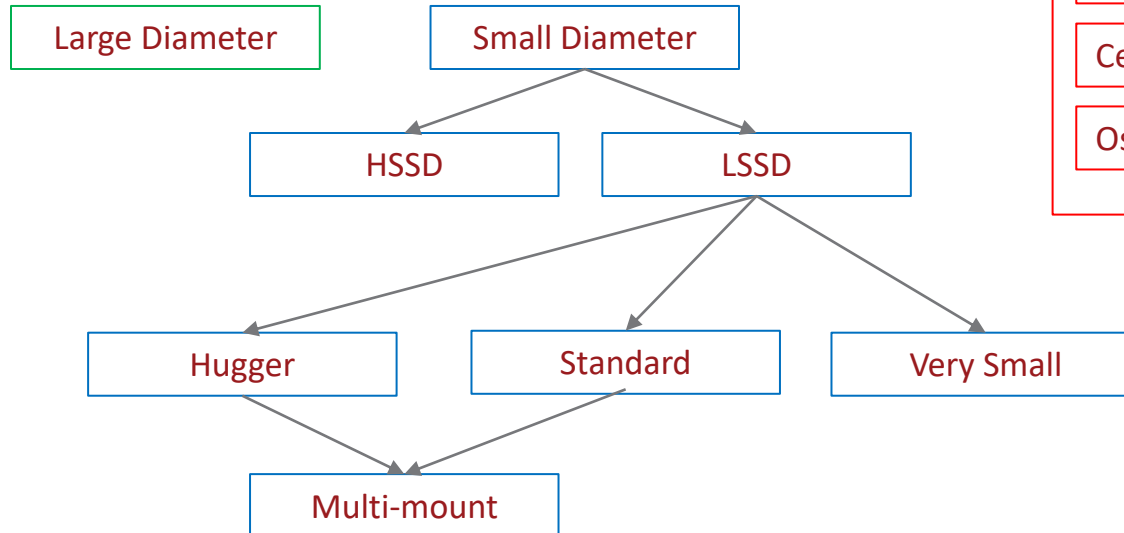 Large Diameter
Small Diameter
HSSD
LSSD
Hugger
Standard
Very Small
Multi-mount